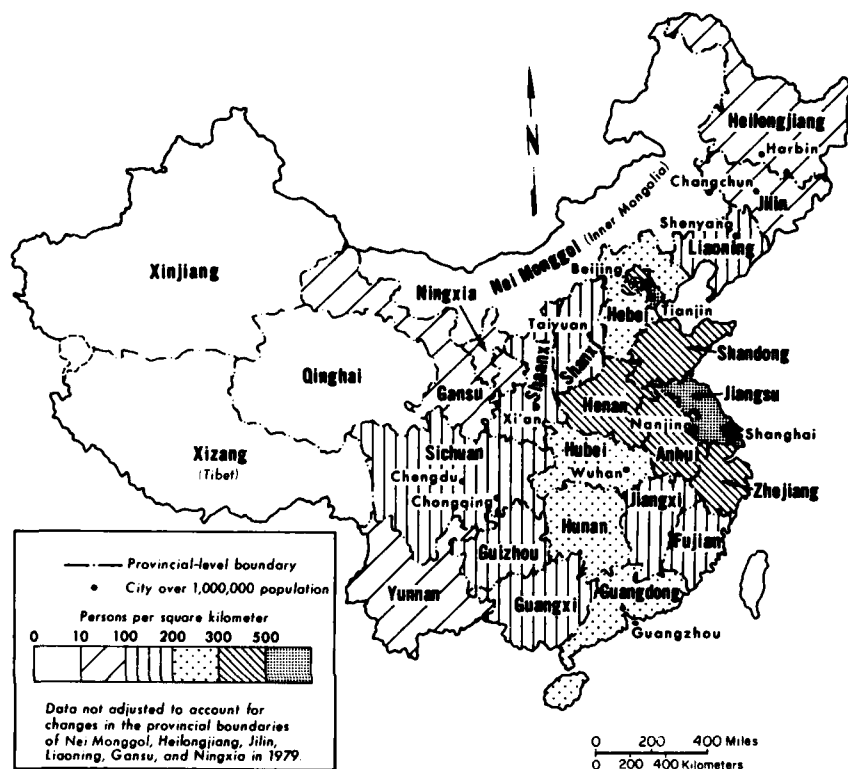 N
Heilongjiang
Harbin
Changchun
Jilin
Shenyang
Liaoning
Nei Monggol (Inner Mongolia)
Beijing
Xinjiang
Ningxia
Hebei
Tianjin
Taiyuan
Shaanxi
Shanxi
Skandong
Qinghai
Gansu
Jiangsu
Henan
Xi'an
Nanjing
Shanghai
Xizang
(Tibet)
Sichuan
Hubei
Anhui
Chengdu
Wuhan
Zhejiang
Chongqing
Jiangxi
Hunan
Guizhou
Fujian
Yunnan
Guangxi
Guangdong
Guangzhou
Provincial-level boundary
City over 1,000,000 population
Persons per square kilometer
0 10 100 200 300 500
Data not adjusted to account for
changes in the provincial boundaries
of Nei Monggol, Heilongjiang, Jilin,
Liaoning, Gansu, and Ningxia in 1979.
0 200 400 Miles
0 200 400 Kilometers